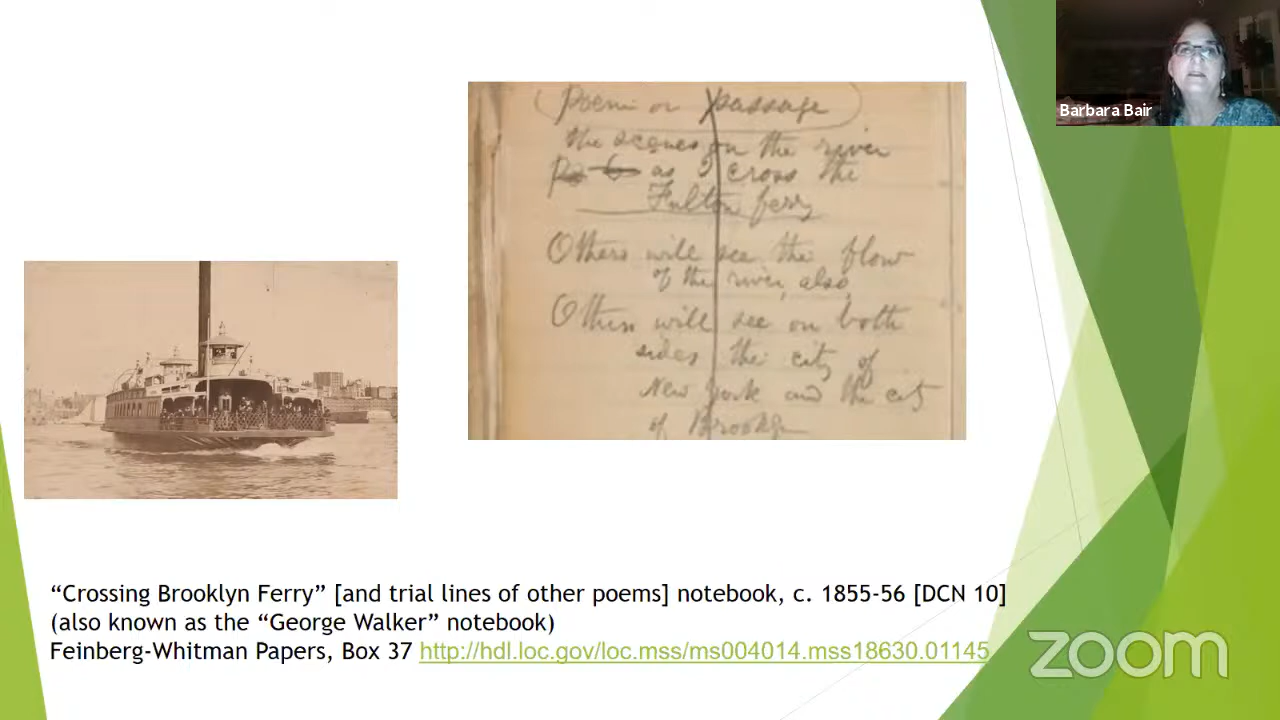 Barbara Bair
Poem or passage
the scenes on the river
as I cross the
Fulton ferry
Others will see the flow
of the river, also,
Others will see on both
sides the city of
New York and the city
of Brooklyn
“Crossing Brooklyn Ferry” [and trial lines of other poems] notebook, c. 1855-56 [DCN 10]
(also known as the “George Walker” notebook)
Feinberg-Whitman Papers, Box 37 http://hdl.loc.gov/loc.mss/ms004014.mss18630.01145
zoom